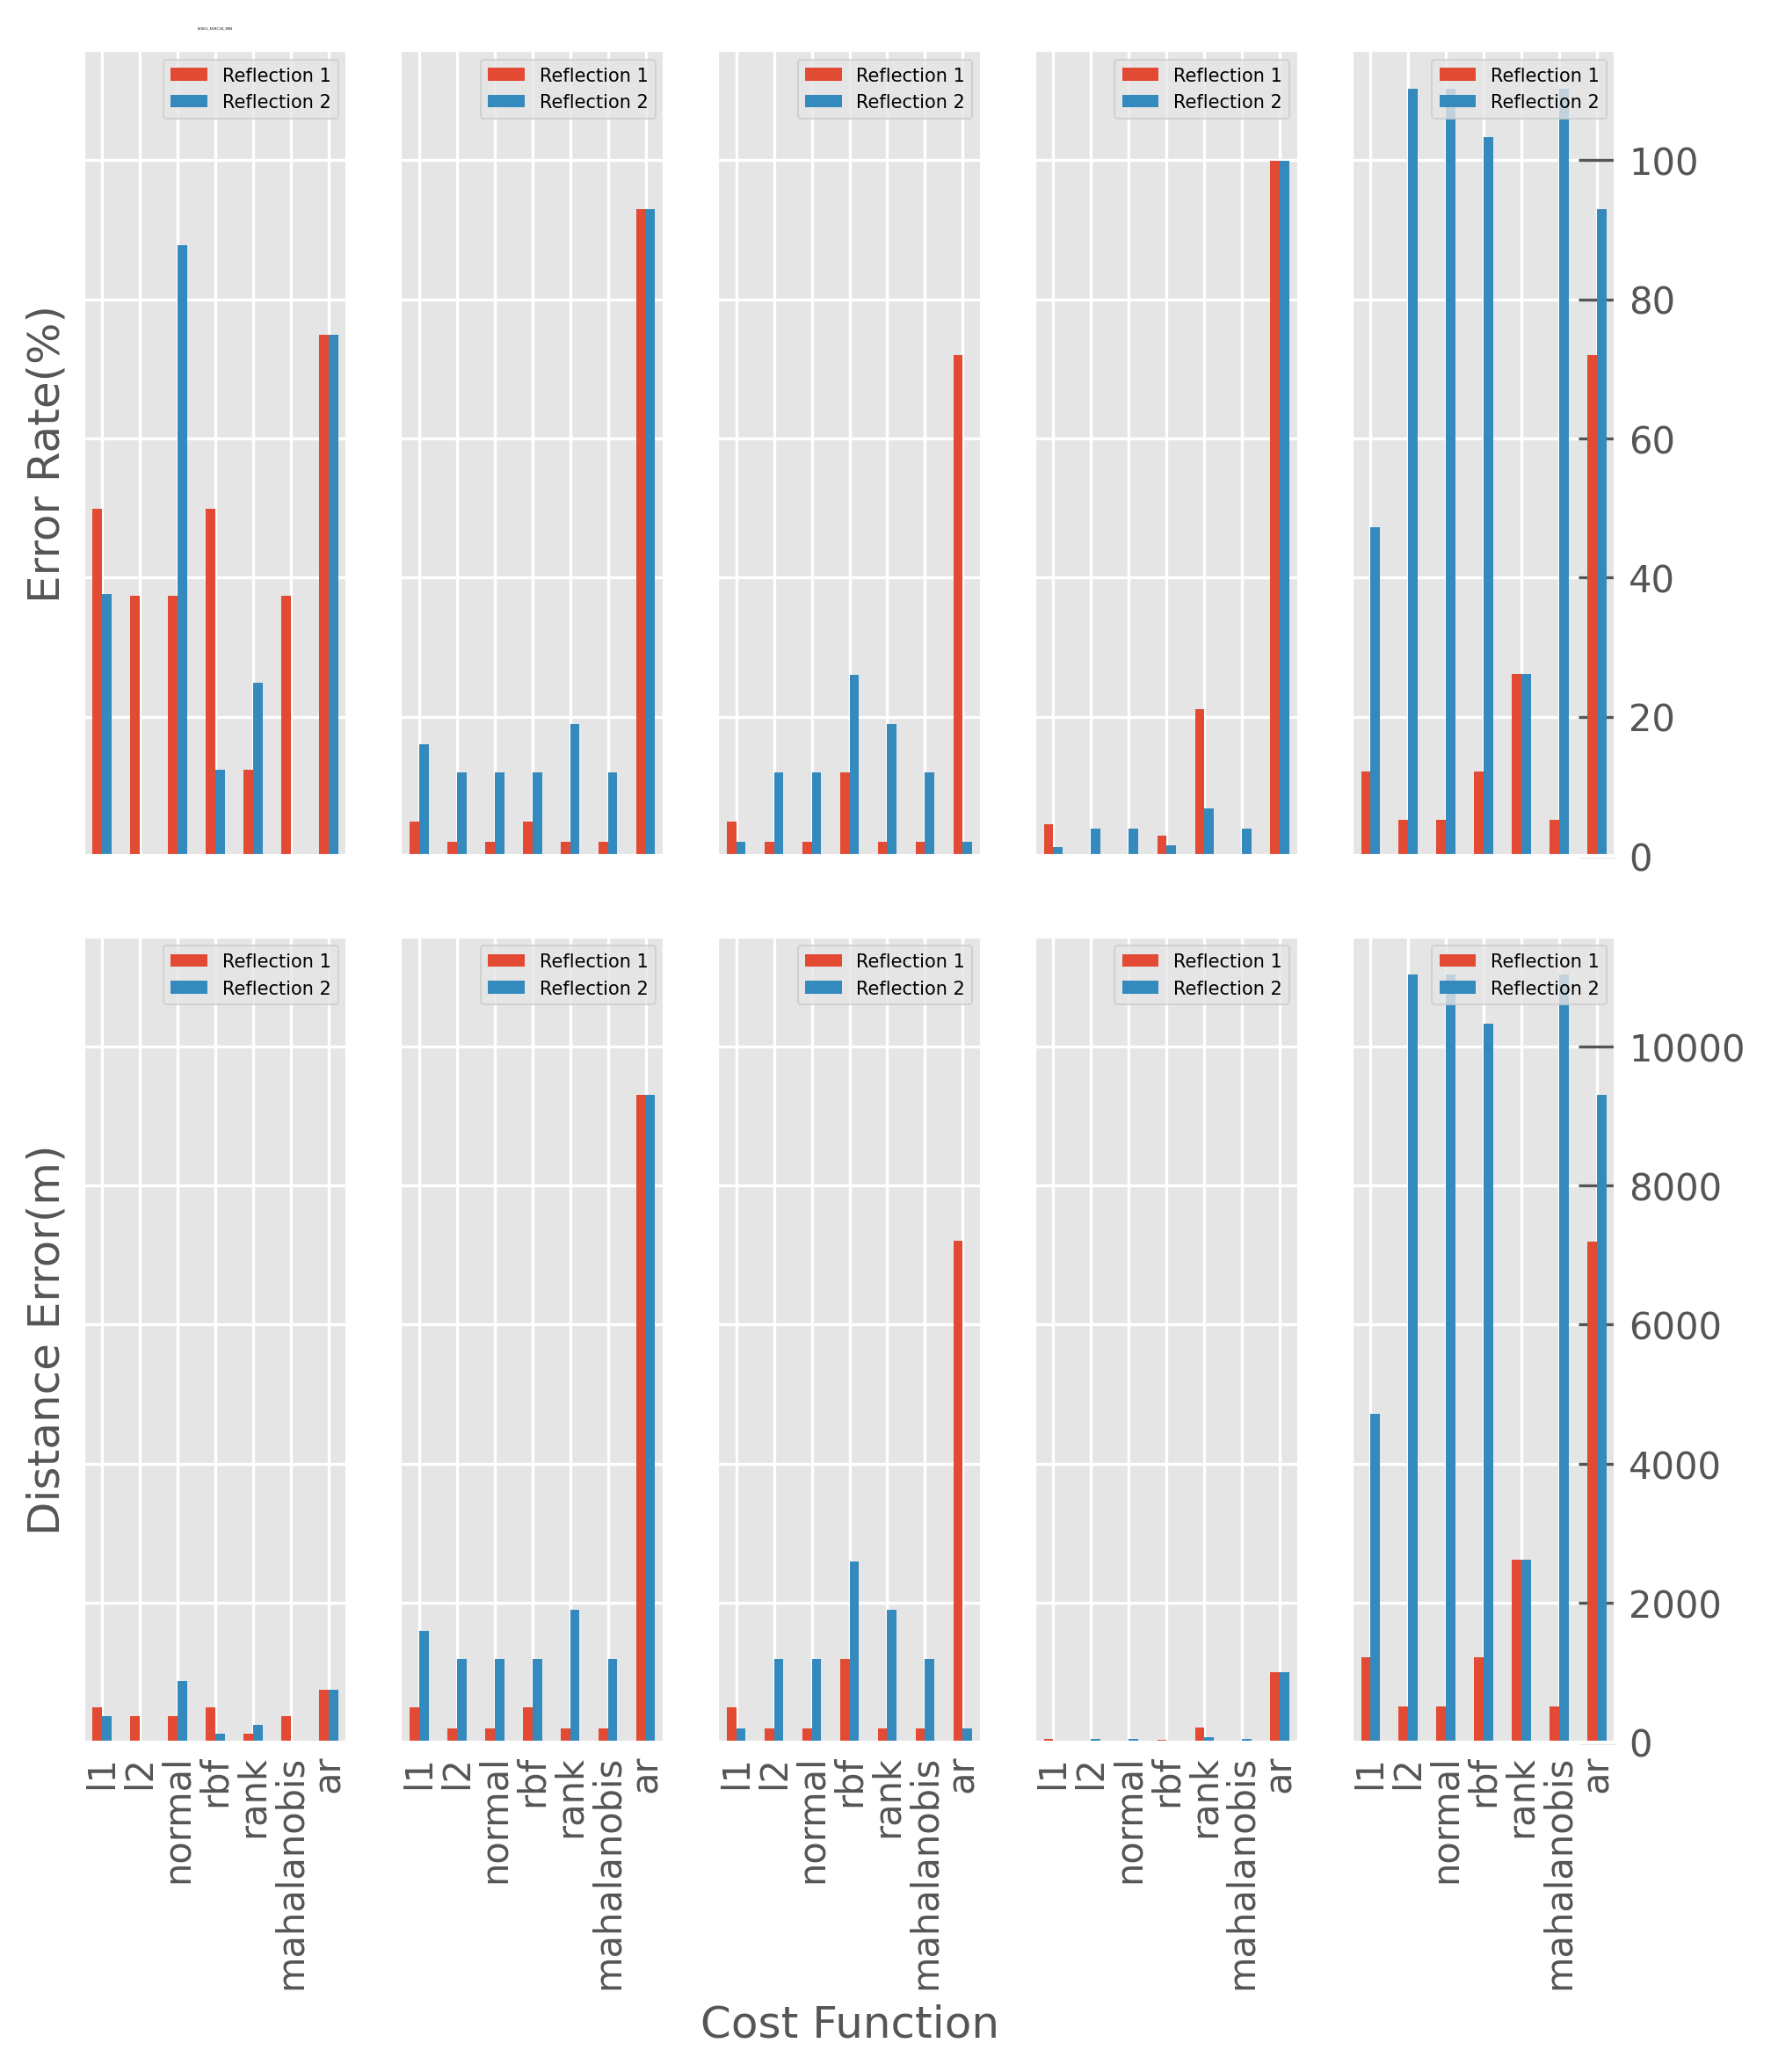 Reflection 1
Reflection 2
Reflection 1
Reflection 2
Reflection 1
Reflection 2
Reflection 1
Reflection 2
Reflection 1
Reflection 2
Error Rate(%)
100
80
60
40
20
0
Reflection 1
Reflection 2
Reflection 1
Reflection 2
Reflection 1
Reflection 2
Reflection 1
Reflection 2
Reflection 1
Reflection 2
Distance Error(m)
10000
8000
6000
4000
2000
0
l1
l2
normal
rbf
rank
mahalanobis
ar
l1
l2
normal
rbf
rank
mahalanobis
ar
l1
l2
normal
rbf
rank
mahalanobis
ar
l1
l2
normal
rbf
rank
mahalanobis
ar
l1
l2
normal
rbf
rank
mahalanobis
ar
Cost Function